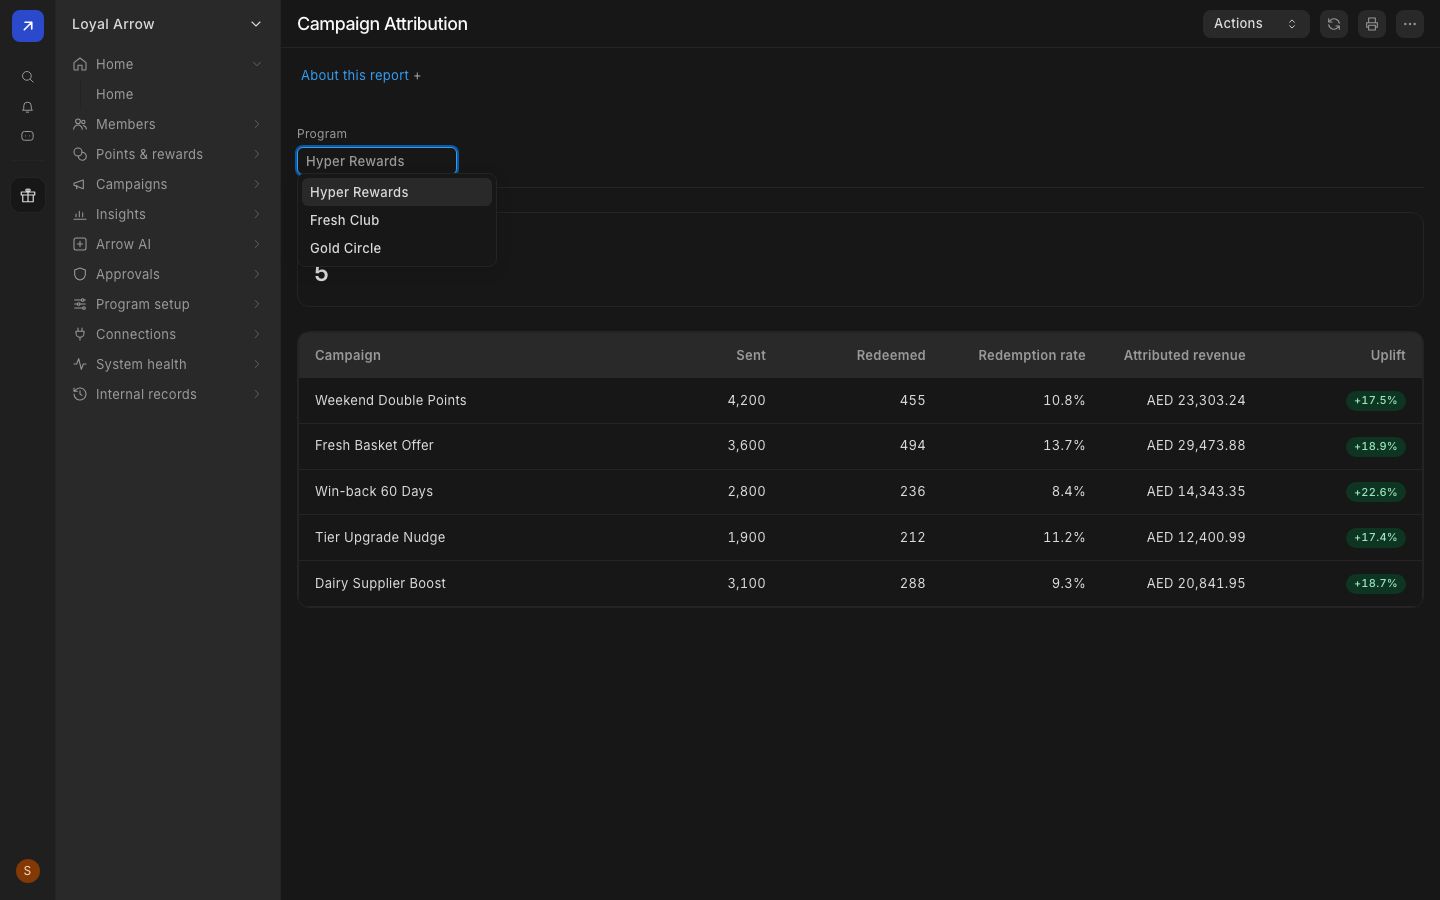 Loyal Arrow
Campaign Attribution
Actions
Home
Home
Members
Points & rewards
Campaigns
Insights
Arrow AI
Approvals
Program setup
Connections
System health
Internal records
S
About this report +
Program
Hyper Rewards
Hyper Rewards
Fresh Club
Gold Circle
5
Campaign Sent Redeemed Redemption rate Attributed revenue Uplift
Weekend Double Points 4,200 455 10.8% AED 23,303.24 +17.5%
Fresh Basket Offer 3,600 494 13.7% AED 29,473.88 +18.9%
Win-back 60 Days 2,800 236 8.4% AED 14,343.35 +22.6%
Tier Upgrade Nudge 1,900 212 11.2% AED 12,400.99 +17.4%
Dairy Supplier Boost 3,100 288 9.3% AED 20,841.95 +18.7%